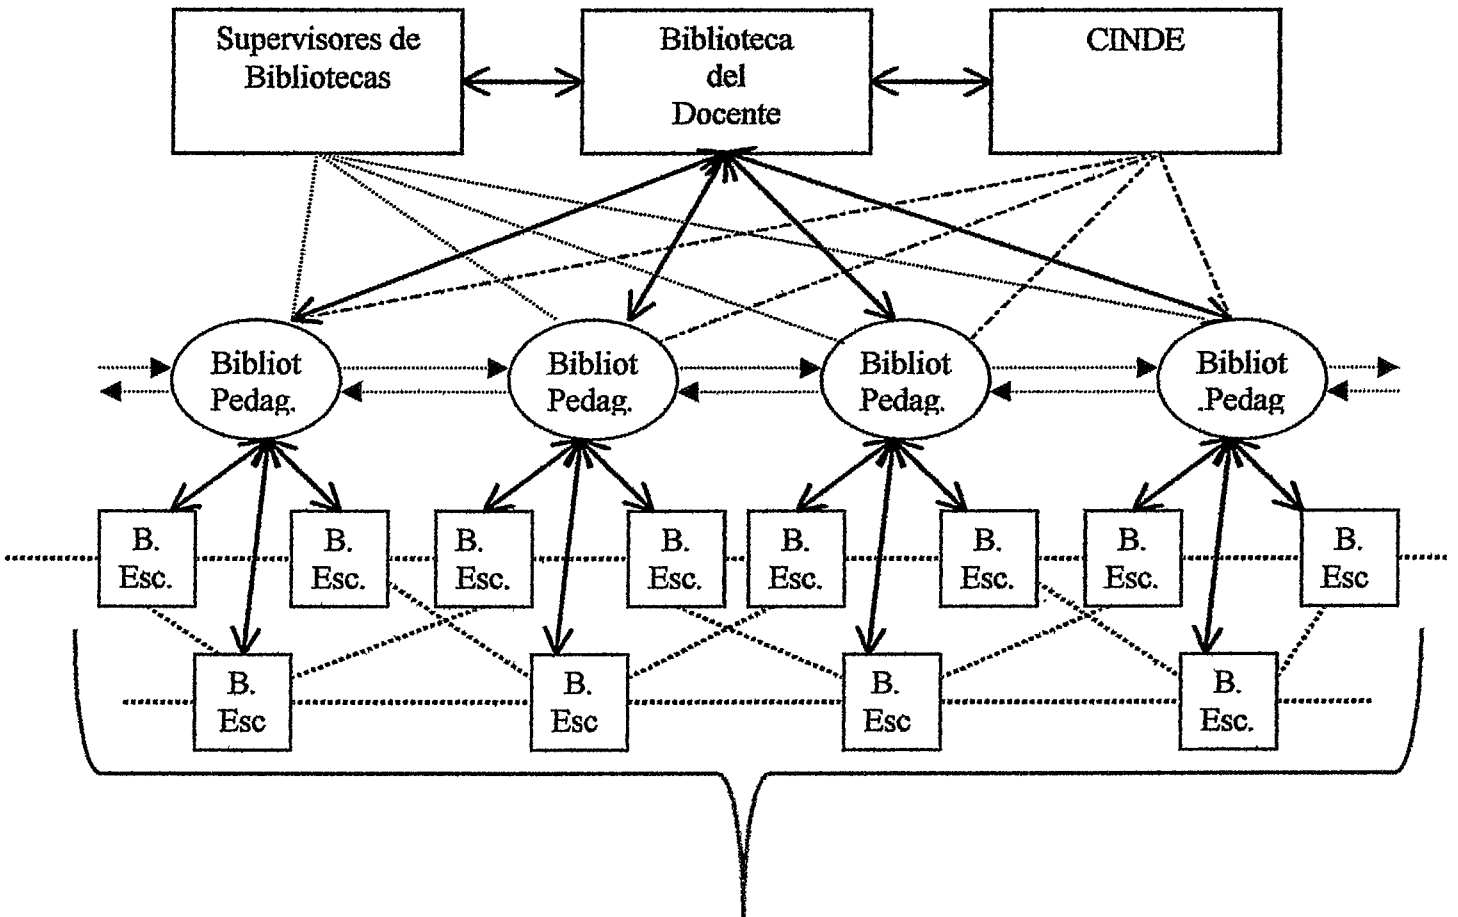 Supervisores de
Bibliotecas
Biblioteca
del
Docente
CINDE
Bibliot
Pedag.
Bibliot
Pedag.
Bibliot
Pedag.
Bibliot
.Pedag
B.
Esc.
B.
Esc.
B.
Esc.
B.
Esc.
B.
Esc.
B.
Esc.
B.
Esc.
B.
Esc
B.
Esc
B.
Esc
B.
Esc
B.
Esc.